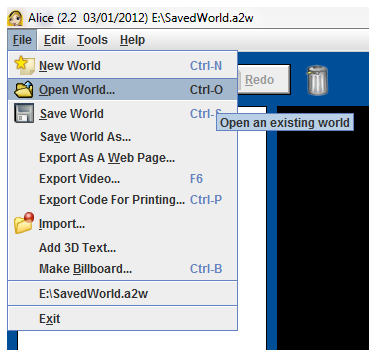 Alice (2.2 03/01/2012) E:\SavedWorld.a2w
File Edit Tools Help
New World Ctrl-N
Open World... Ctrl-O
Redo
Save World Ctrl-S
Open an existing world
Save World As...
Export As A Web Page...
Export Video... F6
Export Code For Printing... Ctrl-P
Import...
Add 3D Text...
Make Billboard... Ctrl-B
E:\SavedWorld.a2w
Exit